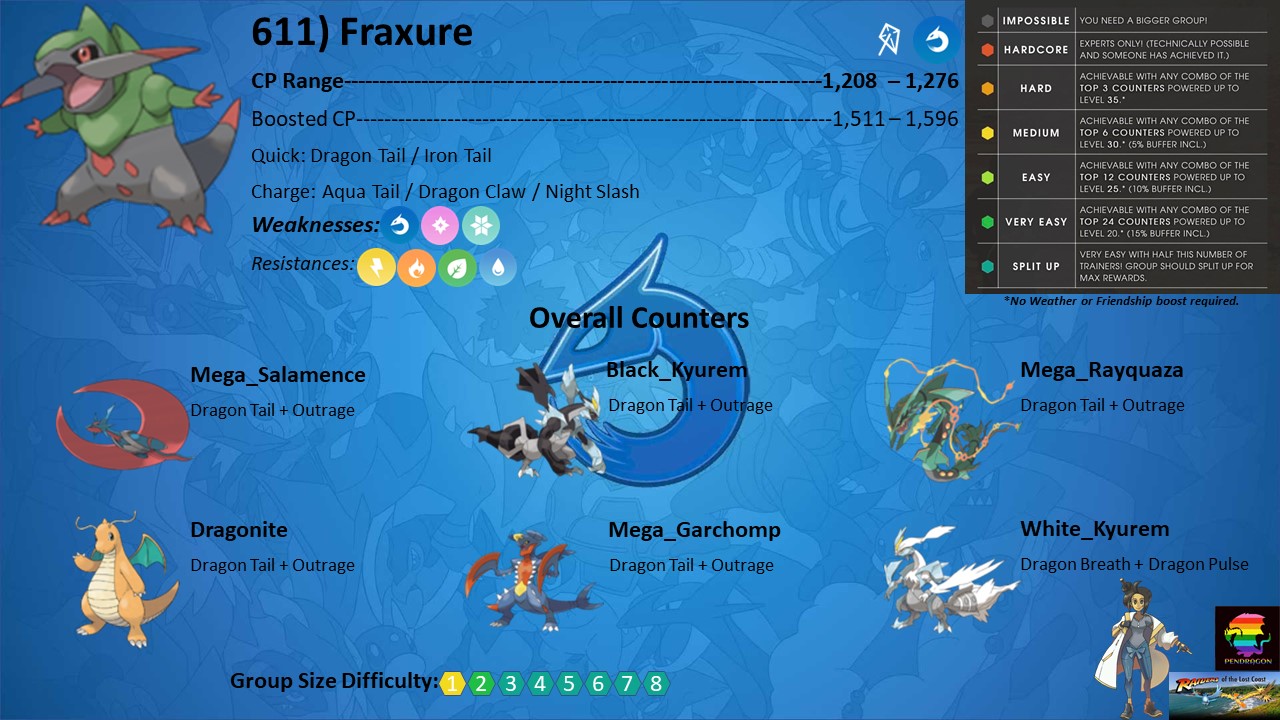 611) Fraxure
CP Range------------------------------------------------------------------------------------1,208 – 1,276
Boosted CP------------------------------------------------------------------------------------1,511 – 1,596
Quick: Dragon Tail / Iron Tail
Charge: Aqua Tail / Dragon Claw / Night Slash
Weaknesses:
Resistances:
IMPOSSIBLE YOU NEED A BIGGER GROUP!
HARDCORE EXPERTS ONLY! (TECHNICALLY POSSIBLE
AND SOMEONE HAS ACHIEVED IT.)
HARD ACHIEVABLE WITH ANY COMBO OF THE
TOP 3 COUNTERS POWERED UP TO
LEVEL 35.*
MEDIUM ACHIEVABLE WITH ANY COMBO OF THE
TOP 6 COUNTERS POWERED UP TO
LEVEL 30.* (5% BUFFER INCL.)
EASY ACHIEVABLE WITH ANY COMBO OF THE
TOP 12 COUNTERS POWERED UP TO
LEVEL 25.* (10% BUFFER INCL.)
VERY EASY ACHIEVABLE WITH ANY COMBO OF THE
TOP 24 COUNTERS POWERED UP TO
LEVEL 20.* (15% BUFFER INCL.)
SPLIT UP VERY EASY WITH HALF THIS NUMBER OF
TRAINERS! GROUP SHOULD SPLIT UP FOR
MAX REWARDS.
*No Weather or Friendship boost required.
Overall Counters
Mega_Salamence
Dragon Tail + Outrage
Black_Kyurem
Dragon Tail + Outrage
Mega_Rayquaza
Dragon Tail + Outrage
Dragonite
Dragon Tail + Outrage
Mega_Garchomp
Dragon Tail + Outrage
White_Kyurem
Dragon Breath + Dragon Pulse
Group Size Difficulty: 1 2 3 4 5 6 7 8
PENDRAGON
RAIDERS of the Lost Coast